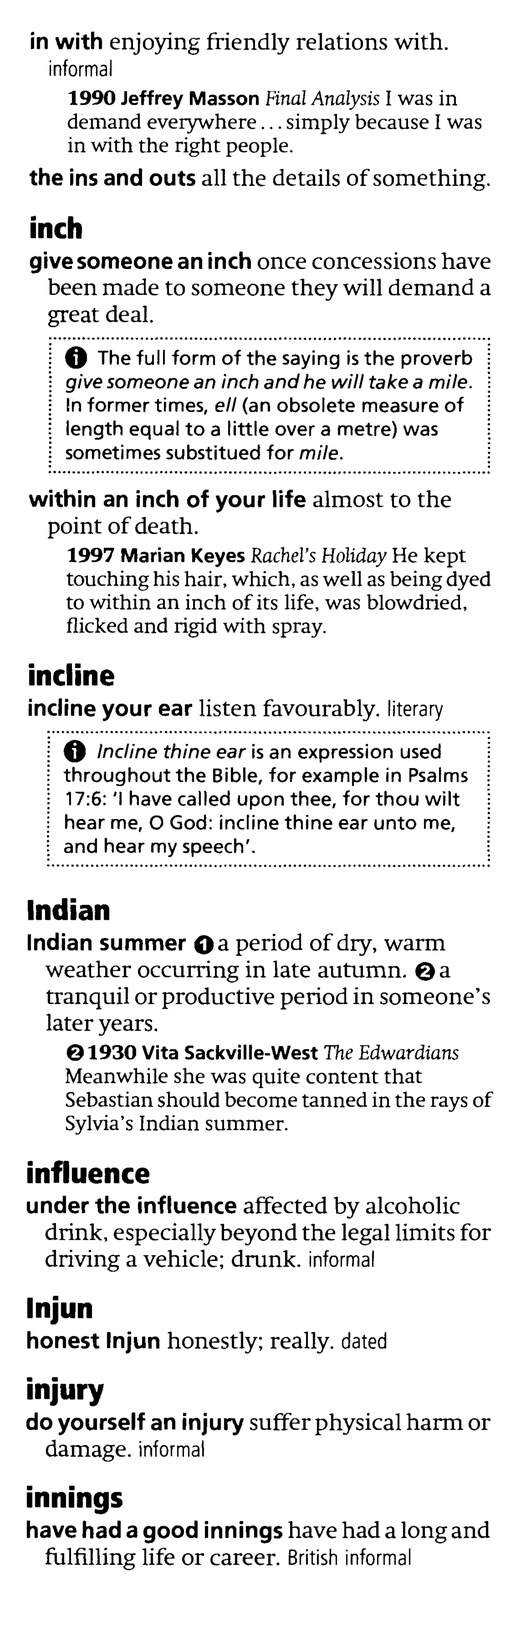 in with enjoying friendly relations with.
informal
1990 Jeffrey Masson Final Analysis I was in
demand everywhere... simply because I was
in with the right people.
the ins and outs all the details of something.
inch
give someone an inch once concessions have
been made to someone they will demand a
great deal.
The full form of the saying is the proverb
give someone an inch and he will take a mile.
In former times, ell (an obsolete measure of
length equal to a little over a metre) was
sometimes substitued for mile.
within an inch of your life almost to the
point of death.
1997 Marian Keyes Rachel's Holiday He kept
touching his hair, which, as well as being dyed
to within an inch of its life, was blowdried,
flicked and rigid with spray.
incline
incline your ear listen favourably. literary
Incline thine ear is an expression used
throughout the Bible, for example in Psalms
17:6: 'I have called upon thee, for thou wilt
hear me, O God: incline thine ear unto me,
and hear my speech'.
Indian
Indian summer ❶ a period of dry, warm
weather occurring in late autumn. ❷ a
tranquil or productive period in someone's
later years.
❷ 1930 Vita Sackville-West The Edwardians
Meanwhile she was quite content that
Sebastian should become tanned in the rays of
Sylvia's Indian summer.
influence
under the influence affected by alcoholic
drink, especially beyond the legal limits for
driving a vehicle; drunk. informal
Injun
honest Injun honestly; really. dated
injury
do yourself an injury suffer physical harm or
damage. informal
innings
have had a good innings have had a long and
fulfilling life or career. British informal